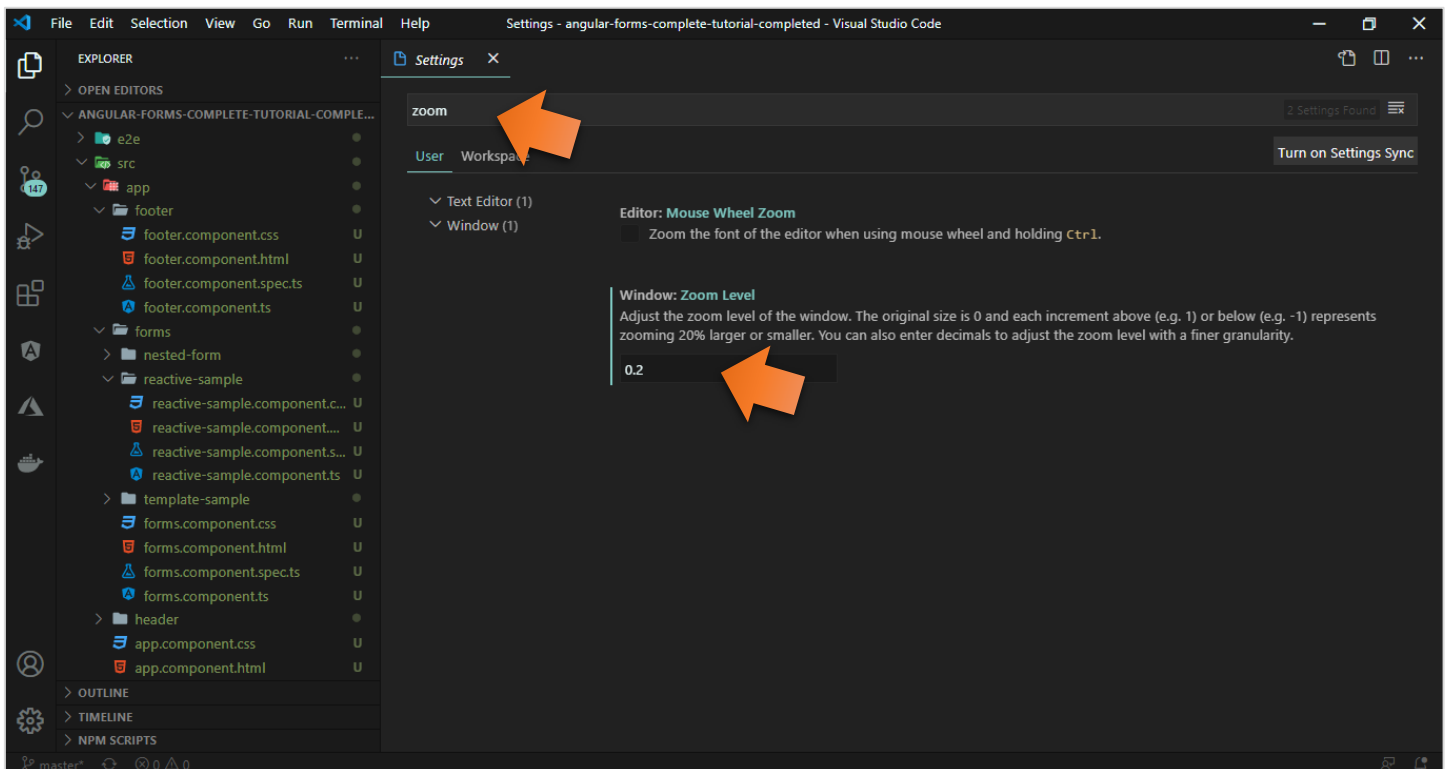 File Edit Selection View Go Run Terminal Help Settings - angular-forms-complete-tutorial-completed - Visual Studio Code
EXPLORER
Settings
OPEN EDITORS
ANGULAR-FORMS-COMPLETE-TUTORIAL-COMPLE...
zoom
2 Settings Found
e2e
User Workspace
Turn on Settings Sync
src
147
app
footer
footer.component.css U
footer.component.html U
footer.component.spec.ts U
footer.component.ts U
forms
nested-form
reactive-sample
reactive-sample.component.c... U
reactive-sample.component.... U
reactive-sample.component.s... U
reactive-sample.component.ts U
template-sample
forms.component.css U
forms.component.html U
forms.component.spec.ts U
forms.component.ts U
header
app.component.css U
app.component.html U
OUTLINE
TIMELINE
NPM SCRIPTS
Text Editor (1)
Window (1)
Editor: Mouse Wheel Zoom
Zoom the font of the editor when using mouse wheel and holding Ctrl.
Window: Zoom Level
Adjust the zoom level of the window. The original size is 0 and each increment above (e.g. 1) or below (e.g. -1) represents
zooming 20% larger or smaller. You can also enter decimals to adjust the zoom level with a finer granularity.
0.2
master* 0 0